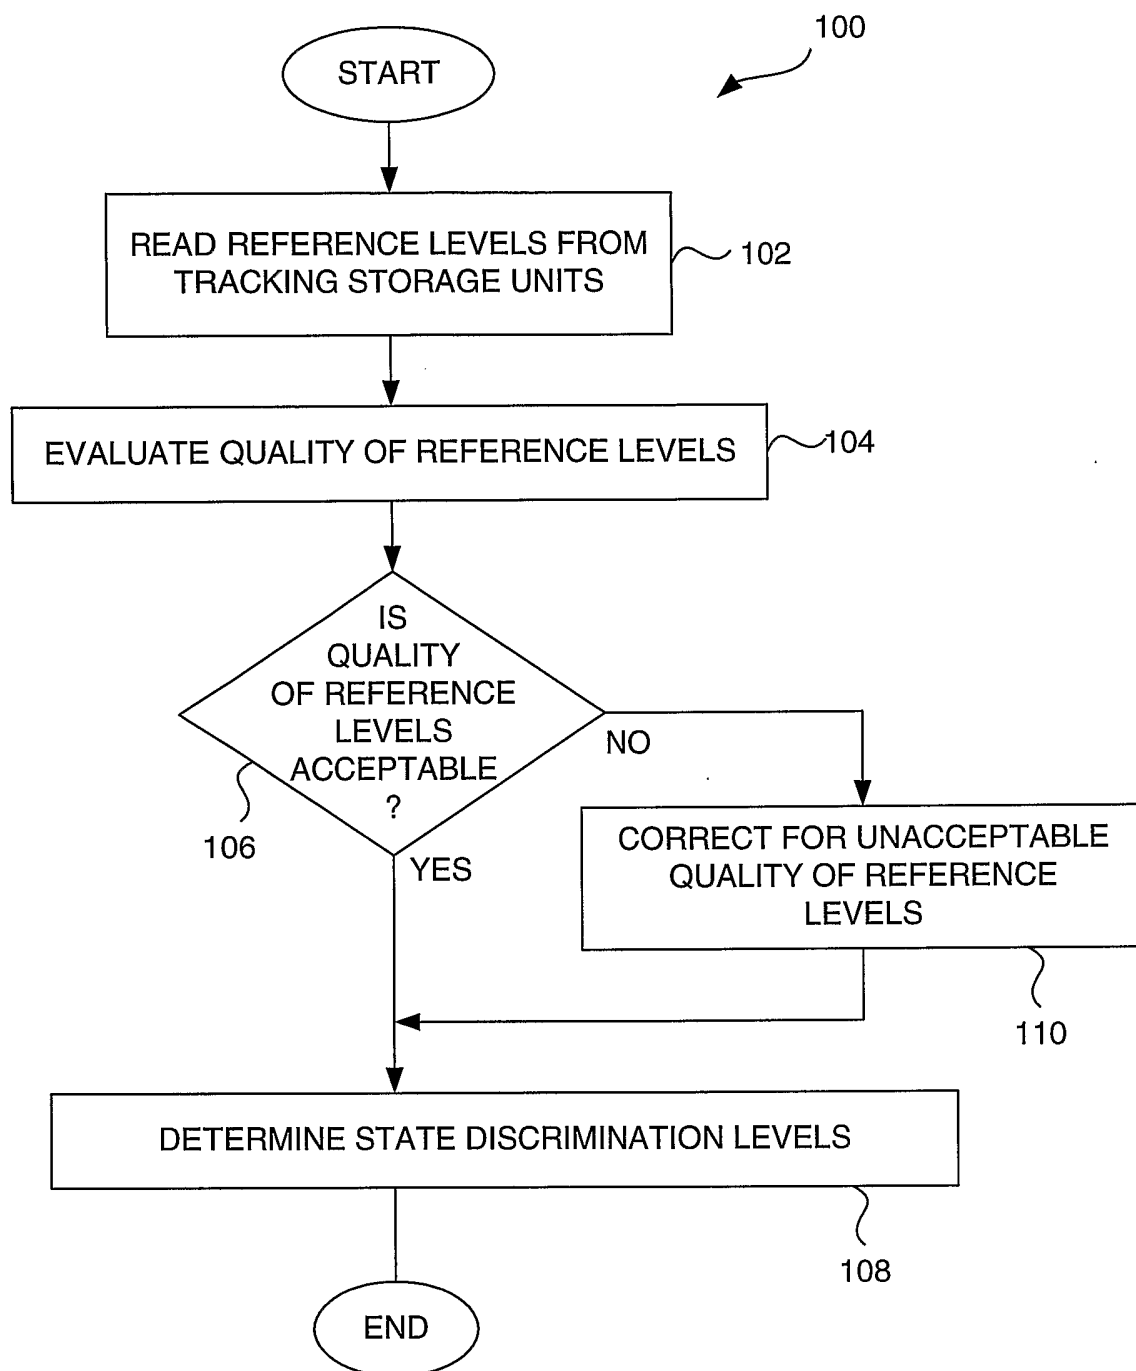 100
START
READ REFERENCE LEVELS FROM
TRACKING STORAGE UNITS
102
EVALUATE QUALITY OF REFERENCE LEVELS
104
IS
QUALITY
OF REFERENCE
LEVELS
ACCEPTABLE
?
NO
106
YES
CORRECT FOR UNACCEPTABLE
QUALITY OF REFERENCE
LEVELS
110
DETERMINE STATE DISCRIMINATION LEVELS
108
END